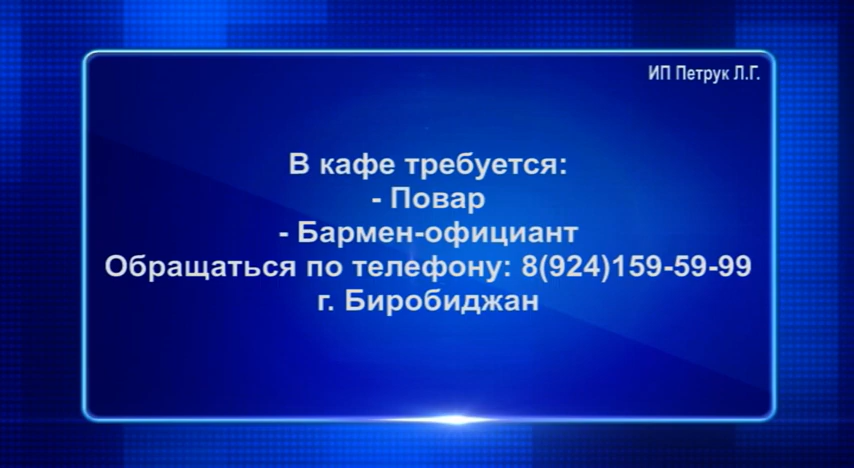 ИП Петрук Л.Г.
В кафе требуется:
- Повар
- Бармен-официант
Обращаться по телефону: 8(924)159-59-99
г. Биробиджан